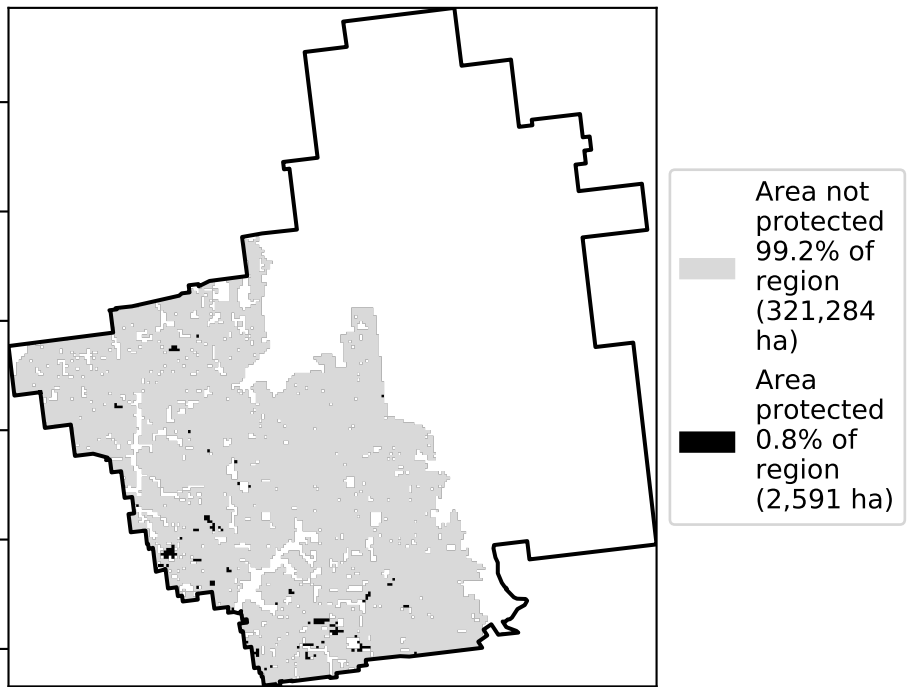 Area not
protected
99.2% of
region
(321,284
ha)
Area
protected
0.8% of
region
(2,591 ha)